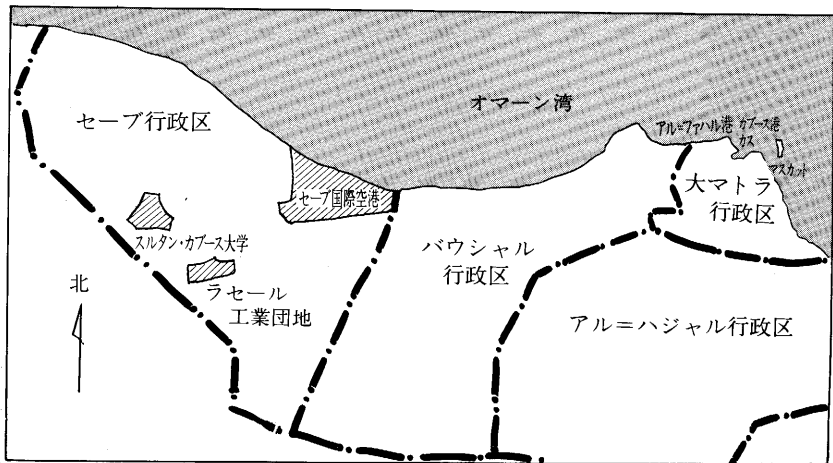 オマーン湾
セーブ行政区
アル=ファハル港
カブース港
カス
マスカット
セーブ国際空港
大マトラ
行政区
スルタン・カブース大学
バウシャル
行政区
北
ラセール
工業団地
アル=ハジャル行政区